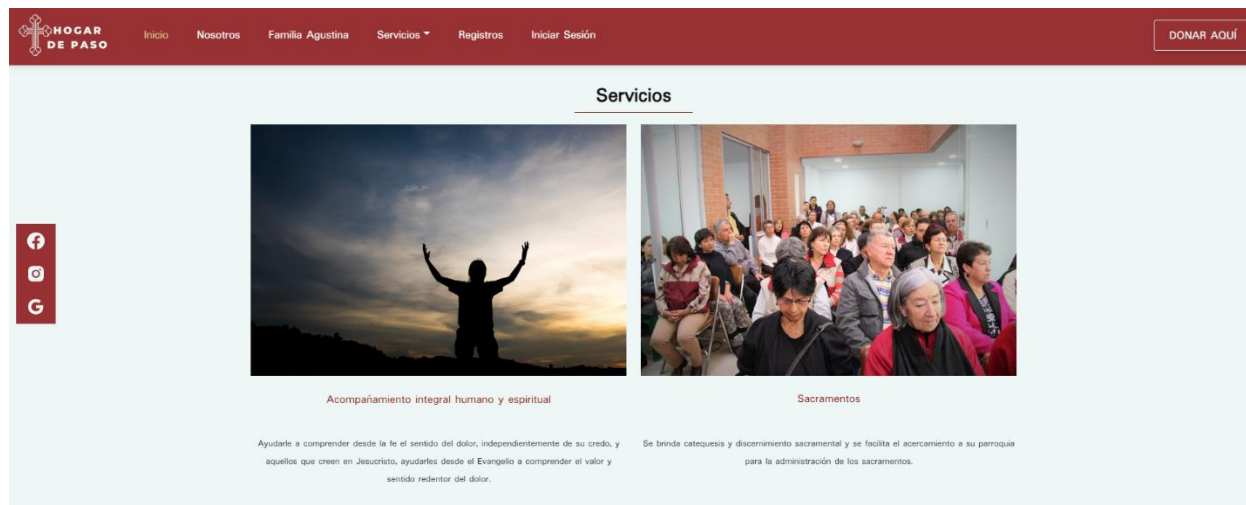 HOGAR
DE PASO
Inicio
Nosotros
Familia Agustina
Servicios
Registros
Iniciar Sesión
DONAR AQUÍ
Servicios
Acompañamiento integral humano y espiritual
Ayudarle a comprender desde la fe el sentido del dolor, independientemente de su credo, y
aquellos que creen en Jesucristo, ayudarles desde el Evangelio a comprender el valor y
sentido redentor del dolor.
Sacramentos
Se brinda catequesis y discernimiento sacramental y se facilita el acercamiento a su parroquia
para la administración de los sacramentos.